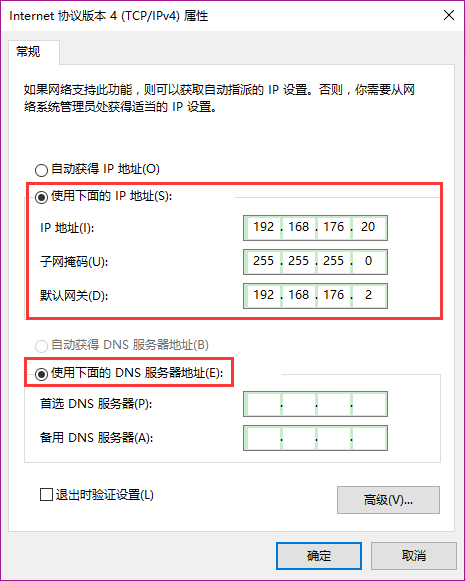 Internet 协议版本 4 (TCP/IPv4) 属性
常规
如果网络支持此功能，则可以获取自动指派的 IP 设置。否则，你需要从网
络系统管理员处获得适当的 IP 设置。
自动获得 IP 地址(O)
使用下面的 IP 地址(S):
IP 地址(I): 192 . 168 . 176 . 20
子网掩码(U): 255 . 255 . 255 . 0
默认网关(D): 192 . 168 . 176 . 2
自动获得 DNS 服务器地址(B)
使用下面的 DNS 服务器地址(E):
首选 DNS 服务器(P): . . .
备用 DNS 服务器(A): . . .
退出时验证设置(L)
高级(V)...
确定 取消